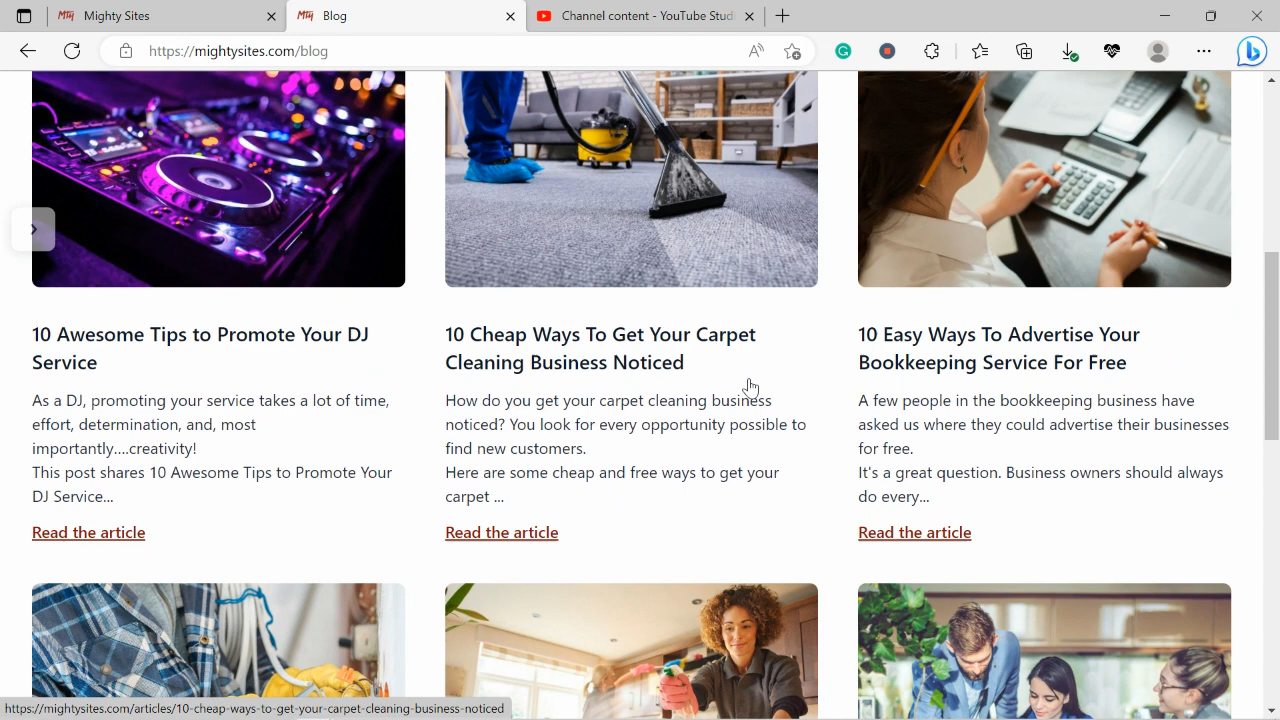 Mighty Sites
Blog
Channel content - YouTube Studi
https://mightysites.com/blog
10 Awesome Tips to Promote Your DJ
Service
As a DJ, promoting your service takes a lot of time,
effort, determination, and, most
importantly....creativity!
This post shares 10 Awesome Tips to Promote Your
DJ Service...
Read the article
10 Cheap Ways To Get Your Carpet
Cleaning Business Noticed
How do you get your carpet cleaning business
noticed? You look for every opportunity possible to
find new customers.
Here are some cheap and free ways to get your
carpet ...
Read the article
10 Easy Ways To Advertise Your
Bookkeeping Service For Free
A few people in the bookkeeping business have
asked us where they could advertise their businesses
for free.
It's a great question. Business owners should always
do every...
Read the article
https://mightysites.com/articles/10-cheap-ways-to-get-your-carpet-cleaning-business-noticed